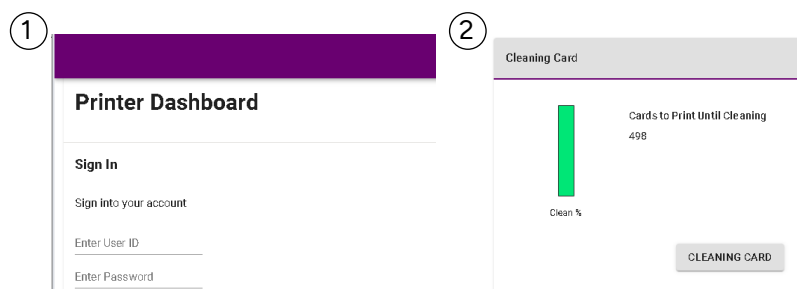 1
Printer Dashboard
Sign In
Sign into your account
Enter User ID
Enter Password
2
Cleaning Card
Cards to Print Until Cleaning
498
Clean %
CLEANING CARD